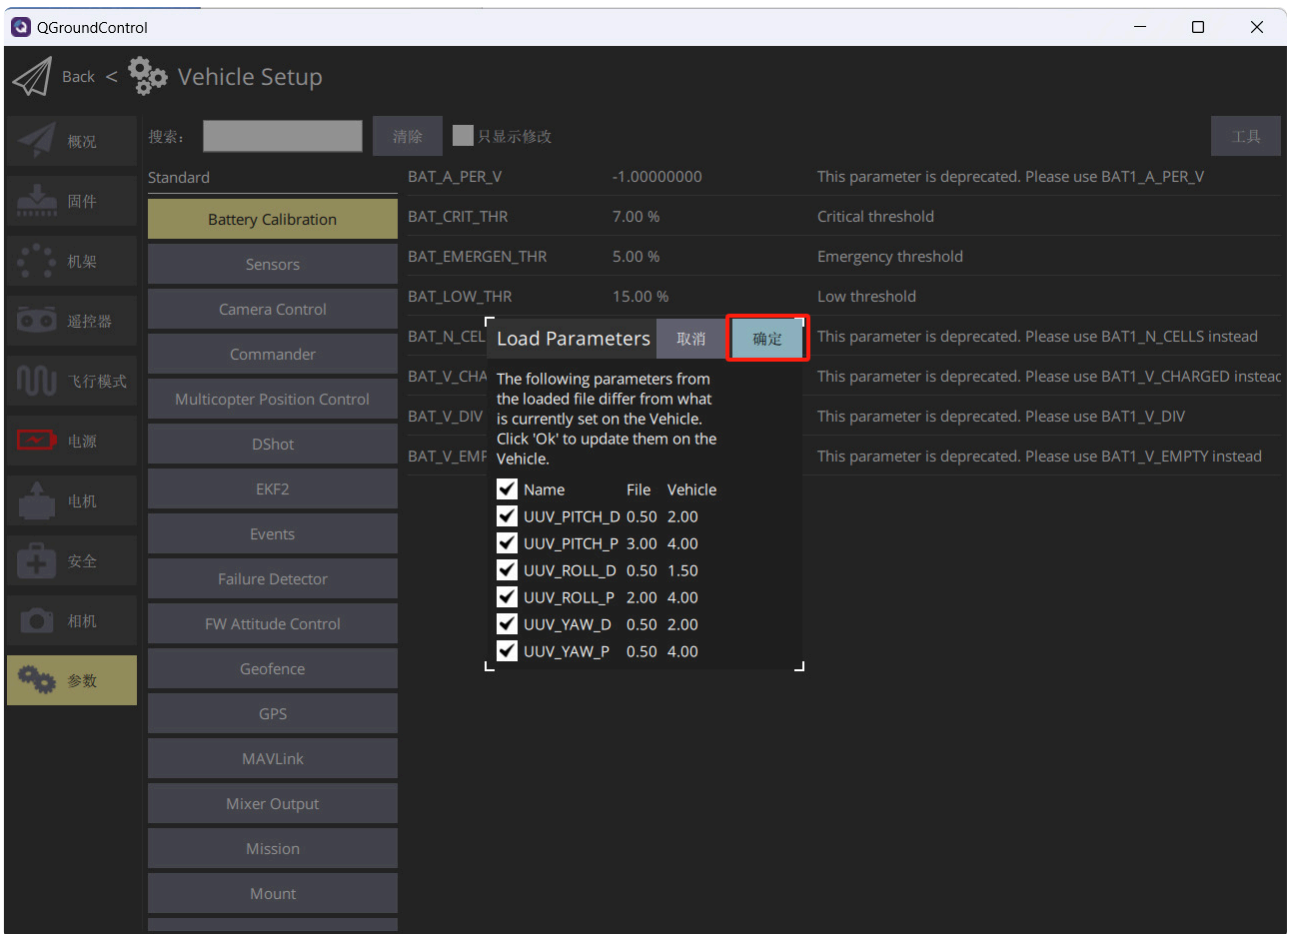 QGroundControl
Back < Vehicle Setup
概况
固件
机架
遥控器
飞行模式
电源
电机
安全
相机
参数
搜索: 清除 只显示修改 工具
Standard
Battery Calibration
Sensors
Camera Control
Commander
Multicopter Position Control
DShot
EKF2
Events
Failure Detector
FW Attitude Control
Geofence
GPS
MAVLink
Mixer Output
Mission
Mount
BAT_A_PER_V -1.00000000 This parameter is deprecated. Please use BAT1_A_PER_V
BAT_CRIT_THR 7.00 % Critical threshold
BAT_EMERGEN_THR 5.00 % Emergency threshold
BAT_LOW_THR 15.00 % Low threshold
BAT_N_CEL This parameter is deprecated. Please use BAT1_N_CELLS instead
BAT_V_CHA This parameter is deprecated. Please use BAT1_V_CHARGED instead
BAT_V_DIV This parameter is deprecated. Please use BAT1_V_DIV
BAT_V_EMP This parameter is deprecated. Please use BAT1_V_EMPTY instead
Load Parameters 取消 确定
The following parameters from
the loaded file differ from what
is currently set on the Vehicle.
Click 'Ok' to update them on the
Vehicle.
Name File Vehicle
UUV_PITCH_D 0.50 2.00
UUV_PITCH_P 3.00 4.00
UUV_ROLL_D 0.50 1.50
UUV_ROLL_P 2.00 4.00
UUV_YAW_D 0.50 2.00
UUV_YAW_P 0.50 4.00